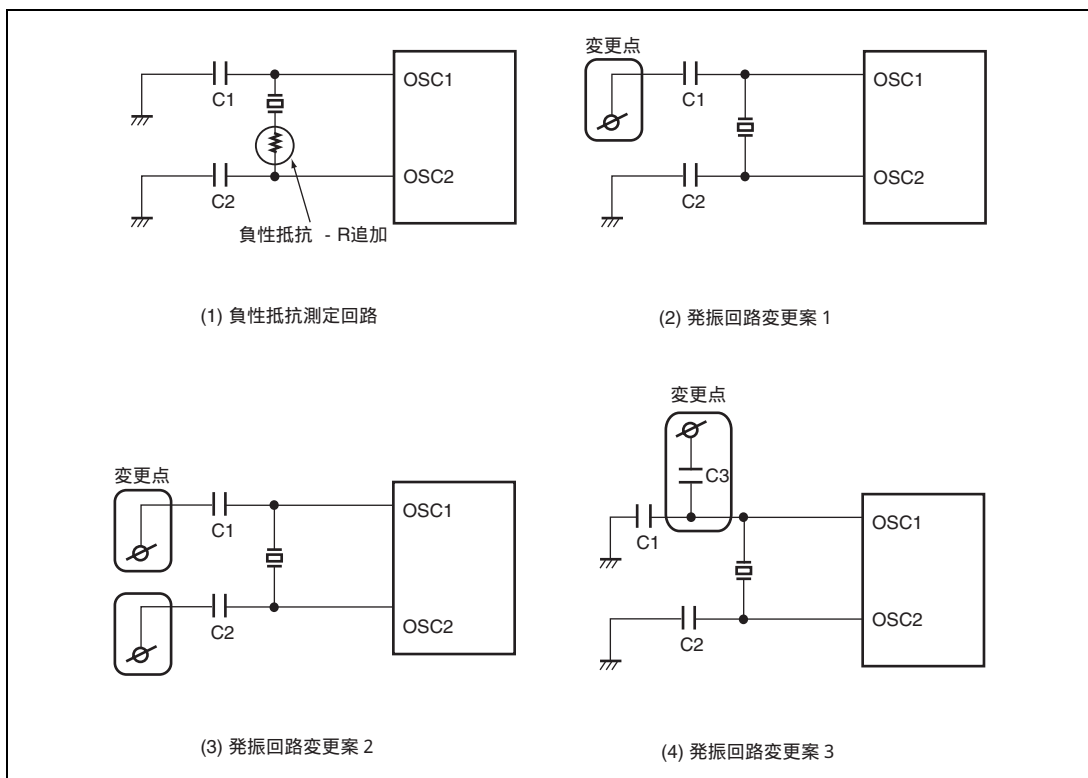 OSC1
C1
OSC2
C2
負性抵抗 - R追加
(1) 負性抵抗測定回路
変更点
OSC1
C1
OSC2
C2
(2) 発振回路変更案 1
変更点
OSC1
C1
OSC2
C2
(3) 発振回路変更案 2
変更点
C3
OSC1
C1
OSC2
C2
(4) 発振回路変更案 3